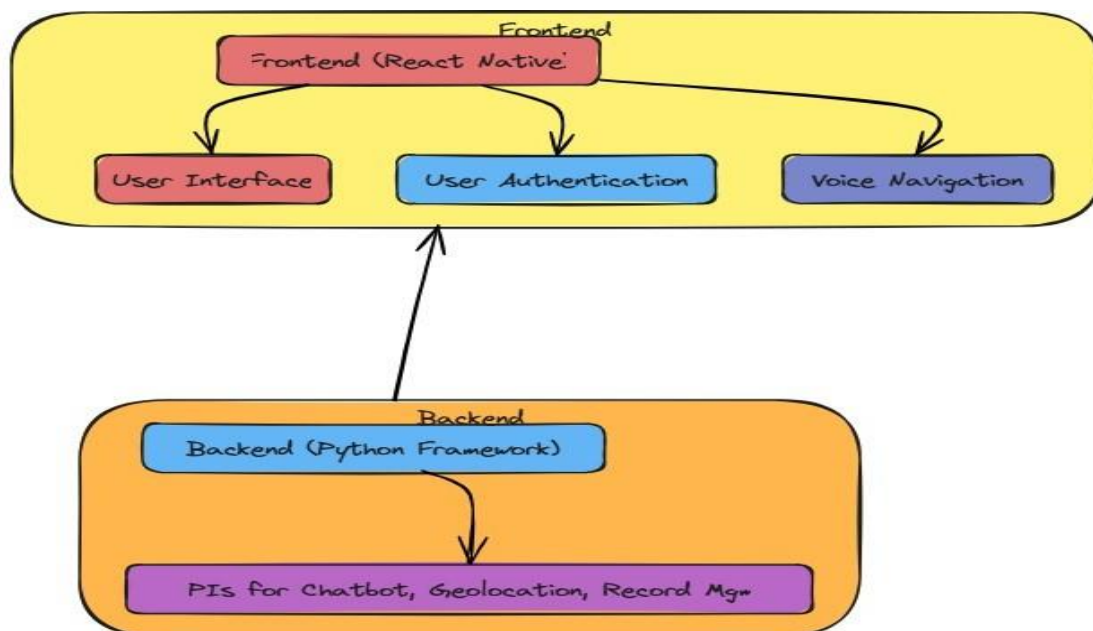 Frontend
Frontend (React Native)
User Interface
User Authentication
Voice Navigation
Backend
Backend (Python Framework)
PIs for Chatbot, Geolocation, Record Mgm